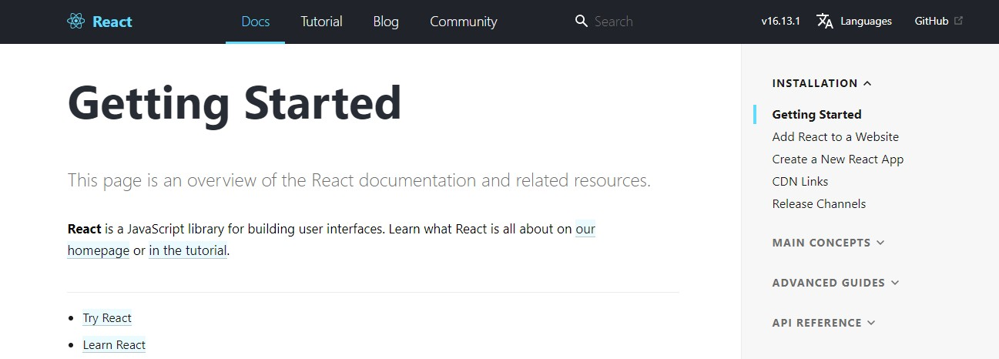 React
Docs
Tutorial
Blog
Community
Search
v16.13.1
Languages
GitHub
Getting Started
This page is an overview of the React documentation and related resources.
React is a JavaScript library for building user interfaces. Learn what React is all about on our
homepage or in the tutorial.
Try React
Learn React
INSTALLATION
Getting Started
Add React to a Website
Create a New React App
CDN Links
Release Channels
MAIN CONCEPTS
ADVANCED GUIDES
API REFERENCE